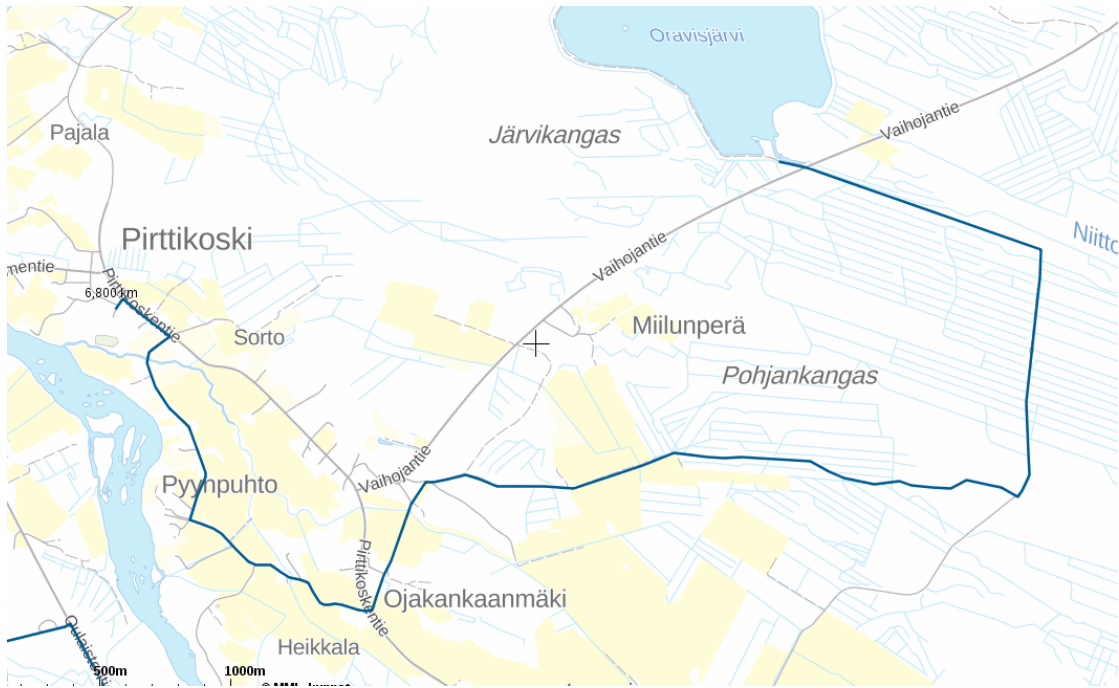 Oravisjärvi
Vaihojantie
Pajala
Järvikangas
Pirttikoski
Niitto
Vaihojantie
mentie
6,800 km
Pirttikoskentie
Sorto
Miilunperä
Pohjankangas
Vaihojantie
Pyynpuhto
Pirttikoskentie
Ojakankaanmäki
Heikkala
500m
1000m